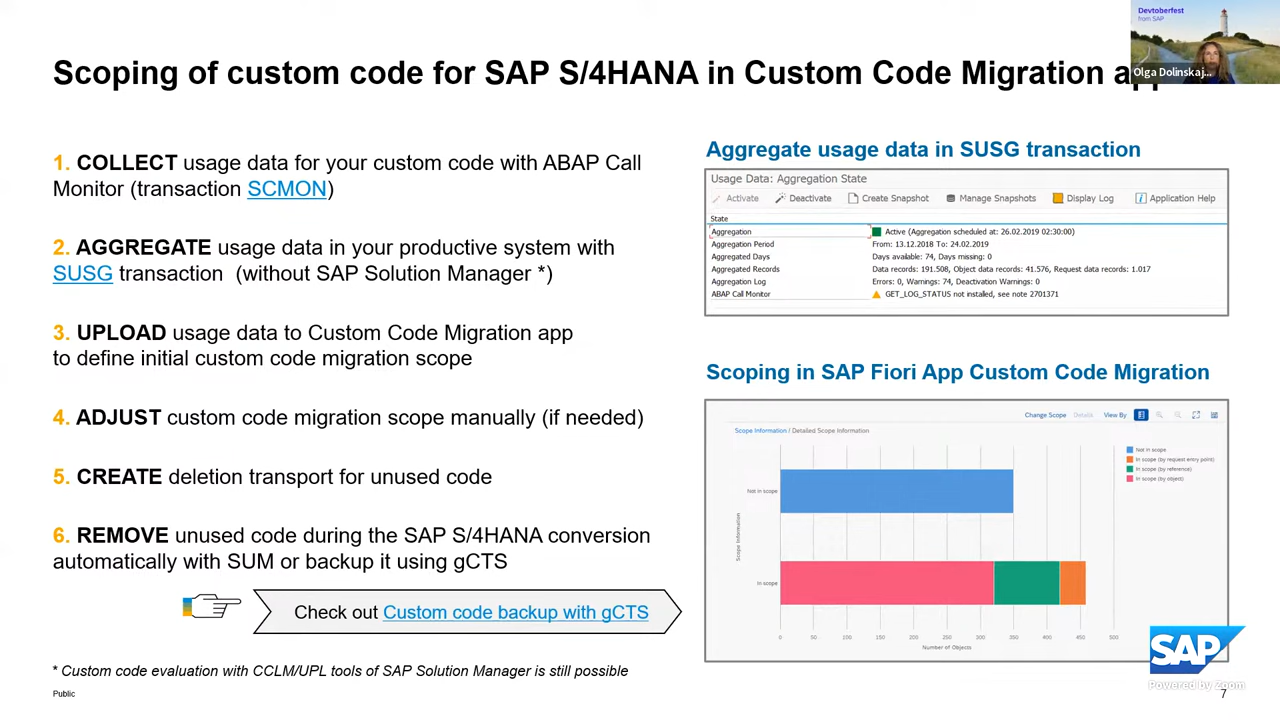 Devtoberfest
from SAP
Olga Dolinskaj...
Scoping of custom code for SAP S/4HANA in Custom Code Migration app
1. COLLECT usage data for your custom code with ABAP Call
Monitor (transaction SCMON)
2. AGGREGATE usage data in your productive system with
SUSG transaction (without SAP Solution Manager *)
3. UPLOAD usage data to Custom Code Migration app
to define initial custom code migration scope
4. ADJUST custom code migration scope manually (if needed)
5. CREATE deletion transport for unused code
6. REMOVE unused code during the SAP S/4HANA conversion
automatically with SUM or backup it using gCTS
Check out Custom code backup with gCTS
* Custom code evaluation with CCLM/UPL tools of SAP Solution Manager is still possible
Public
Aggregate usage data in SUSG transaction
Usage Data: Aggregation State
Activate Deactivate Create Snapshot Manage Snapshots Display Log Application Help
State
Aggregation Active (Aggregation scheduled at: 26.02.2019 02:30:00)
Aggregation Period From: 13.12.2018 To: 24.02.2019
Aggregated Days Days available: 74, Days missing: 0
Aggregated Records Data records: 191.508, Object data records: 41.576, Request data records: 1.017
Aggregation Log Errors: 0, Warnings: 74, Deactivation Warnings: 0
ABAP Call Monitor GET_LOG_STATUS not installed, see note 2701371
Scoping in SAP Fiori App Custom Code Migration
Change Scope Details View By
Scope Information / Detailed Scope Information
Not in scope
In scope (by request entry point)
In scope (by reference)
In scope (by object)
Scope Information
Not in scope
In scope
0 50 100 150 200 250 300 350 400 450 500
Number of Objects
SAP
Powered by Zoom
7